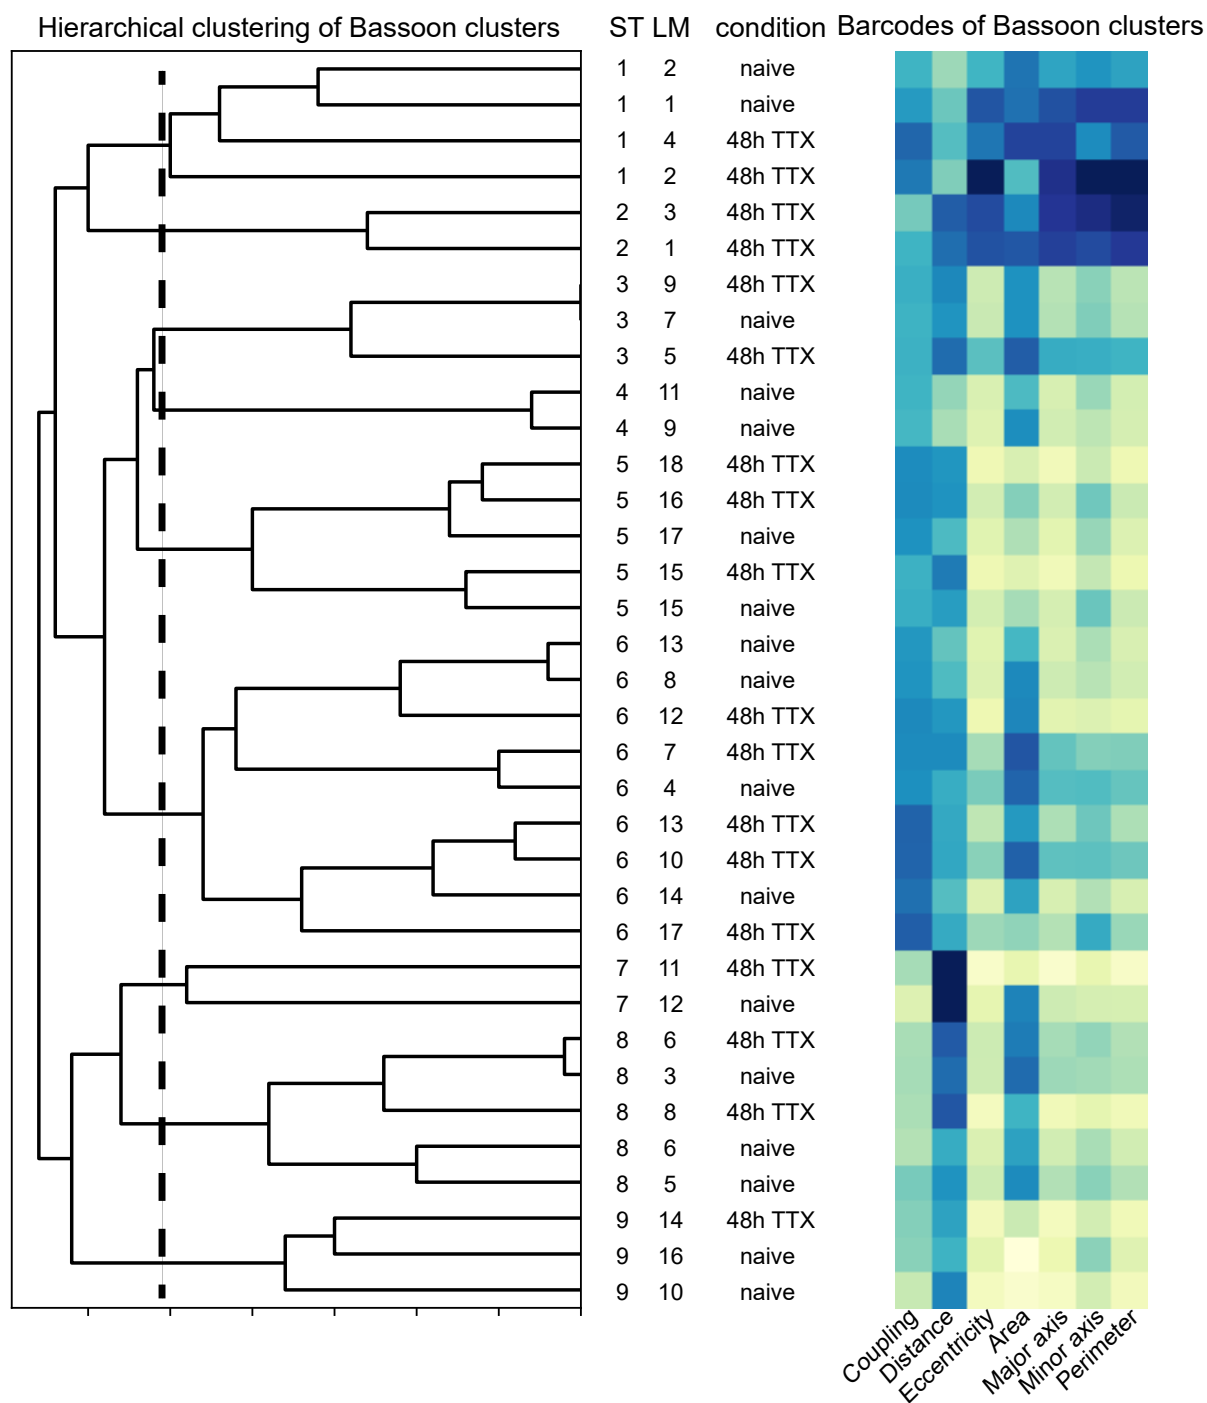 Hierarchical clustering of Bassoon clusters ST LM condition Barcodes of Bassoon clusters
1 2 naive
1 1 naive
1 4 48h TTX
1 2 48h TTX
2 3 48h TTX
2 1 48h TTX
3 9 48h TTX
3 7 naive
3 5 48h TTX
4 11 naive
4 9 naive
5 18 48h TTX
5 16 48h TTX
5 17 naive
5 15 48h TTX
5 15 naive
6 13 naive
6 8 naive
6 12 48h TTX
6 7 48h TTX
6 4 naive
6 13 48h TTX
6 10 48h TTX
6 14 naive
6 17 48h TTX
7 11 48h TTX
7 12 naive
8 6 48h TTX
8 3 naive
8 8 48h TTX
8 6 naive
8 5 naive
9 14 48h TTX
9 16 naive
9 10 naive
Coupling
Distance
Eccentricity
Area
Major axis
Minor axis
Perimeter